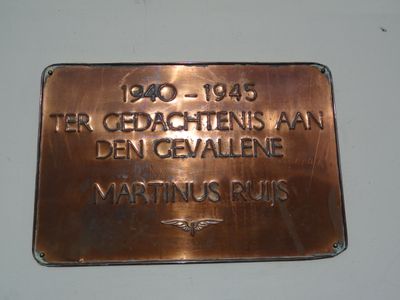 1940 - 1945
TER GEDACHTENIS AAN
DEN GEVALLENE
MARTINUS RUIJS